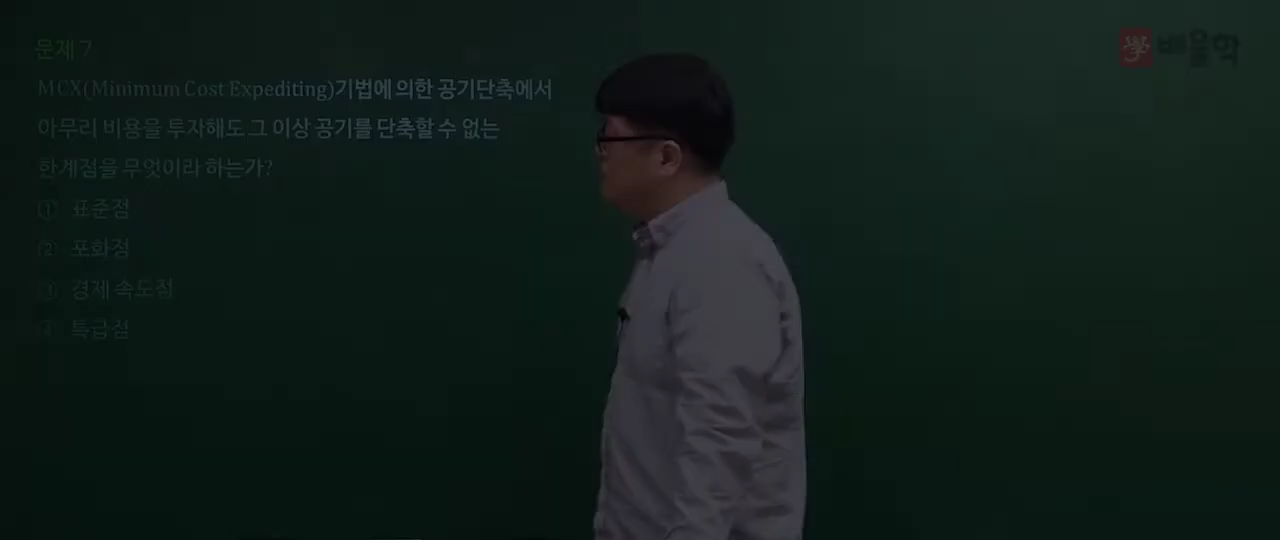 문제 7
MCX(Minimum Cost Expediting)기법에 의한 공기단축에서
아무리 비용을 투자해도 그 이상 공기를 단축할 수 없는
한계점을 무엇이라 하는가?
① 표준점
② 포화점
③ 경제 속도점
④ 특급점
學 배울학